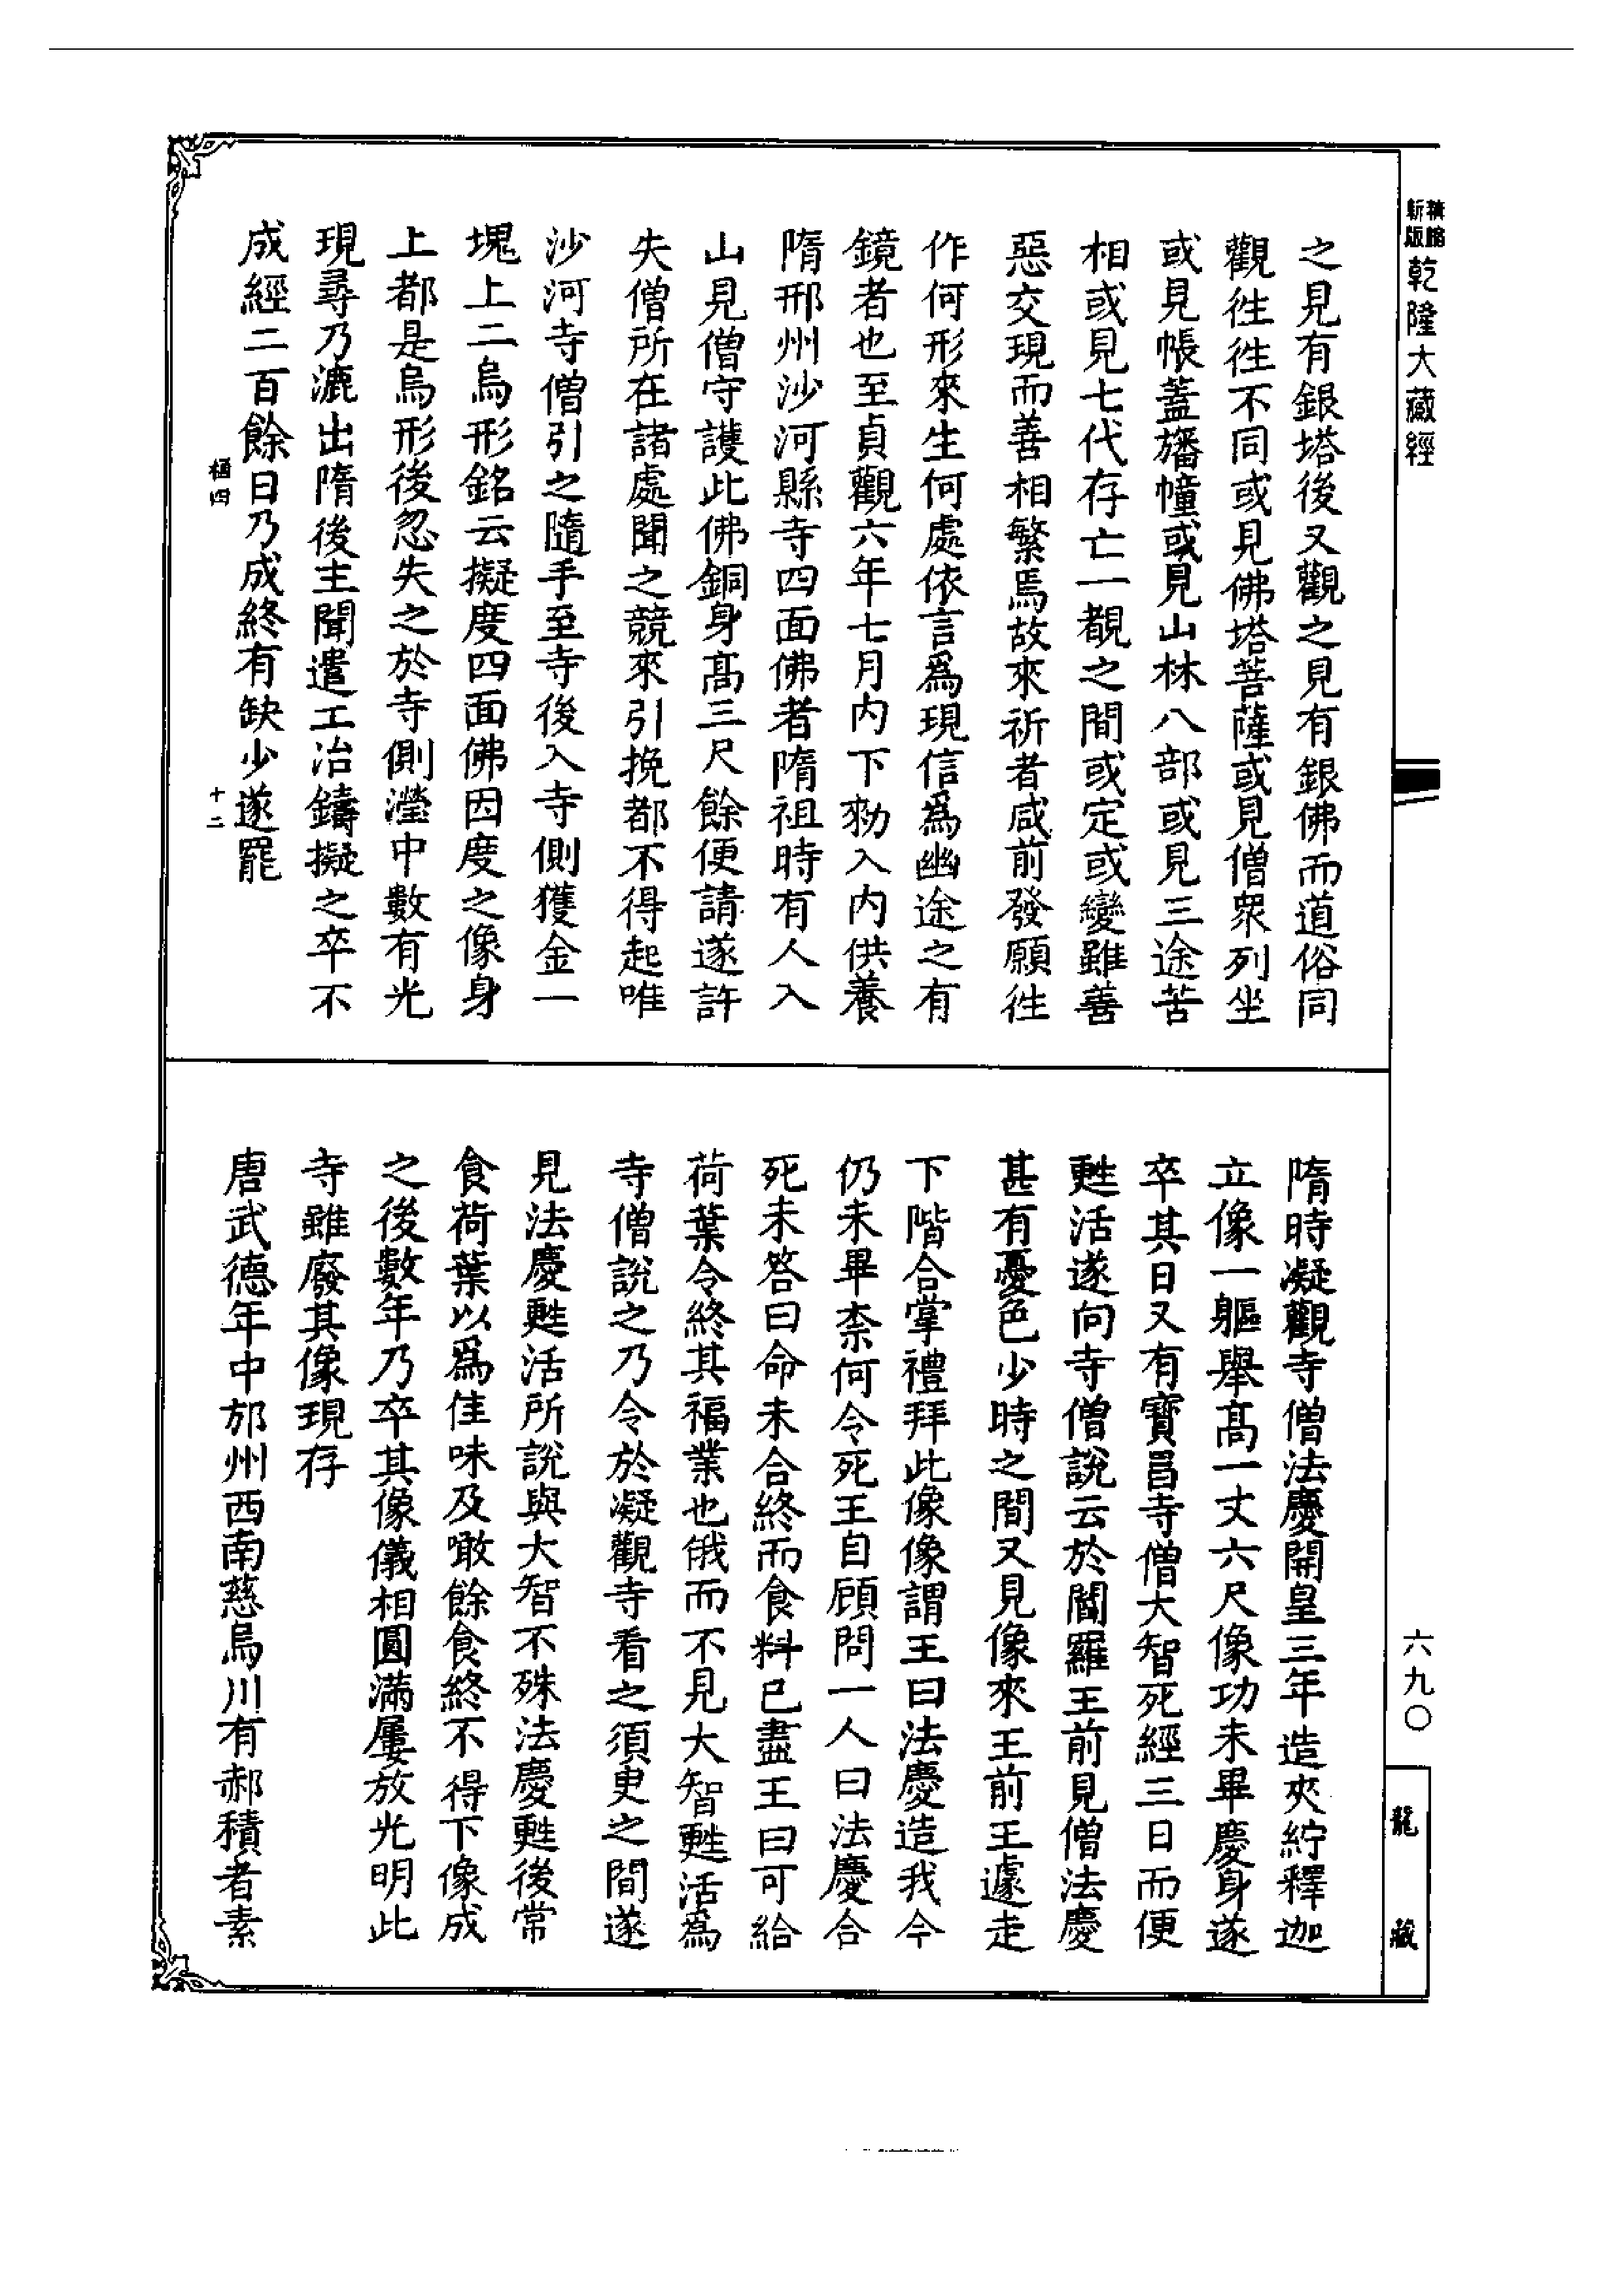 精縮新版乾隆大藏經
之見有銀塔後又觀之見有銀佛而道俗同
觀徃徃不同或見佛塔菩薩或見僧眾列坐
或見帳蓋旛幢或見山林八部或見三途苦
相或見七代存亡一覩之間或定或變雖善
惡交現而善相繁焉故來祈者咸前發願徃
作何形來生何處依言爲現信爲幽途之有
鏡者也至貞觀六年七月内下勑入内供養
隋邢州沙河縣寺四面佛者隋祖時有人入
山見僧守護此佛銅身高三尺餘便請遂許
失僧所在諸處聞之競來引挽都不得起唯
沙河寺僧引之隨手至寺後入寺側獲金一
塊上二烏形銘云擬度四面佛因度之像身
上都是烏形後忽失之於寺側瀅中數有光
現尋乃漉出隋後主聞遣工冶鑄擬之卒不
成經二百餘日乃成終有缺少遂罷
四
十二
隋時凝觀寺僧法慶開皇三年造夾紵釋迦
立像一軀舉高一丈六尺像功未畢慶身遂
卒其日又有寶昌寺僧大智死經三日而便
甦活遂向寺僧說云於閻羅王前見僧法慶
甚有憂色少時之間又見像來王前王遽走
下階合掌禮拜此像像謂王曰法慶造我今
仍未畢柰何令死王自顧問一人曰法慶合
死未答曰命未合終而食料已盡王曰可給
荷葉令終其福業也俄而不見大智甦活爲
寺僧說之乃令於凝觀寺看之須臾之間遂
見法慶甦活所說與大智不殊法慶甦後常
食荷葉以爲佳味及噉餘食終不得下像成
之後數年乃卒其像儀相圓滿屢放光明此
寺雖廢其像現存
唐武德年中邡州西南慈烏川有郝積者素
六九〇
龍藏